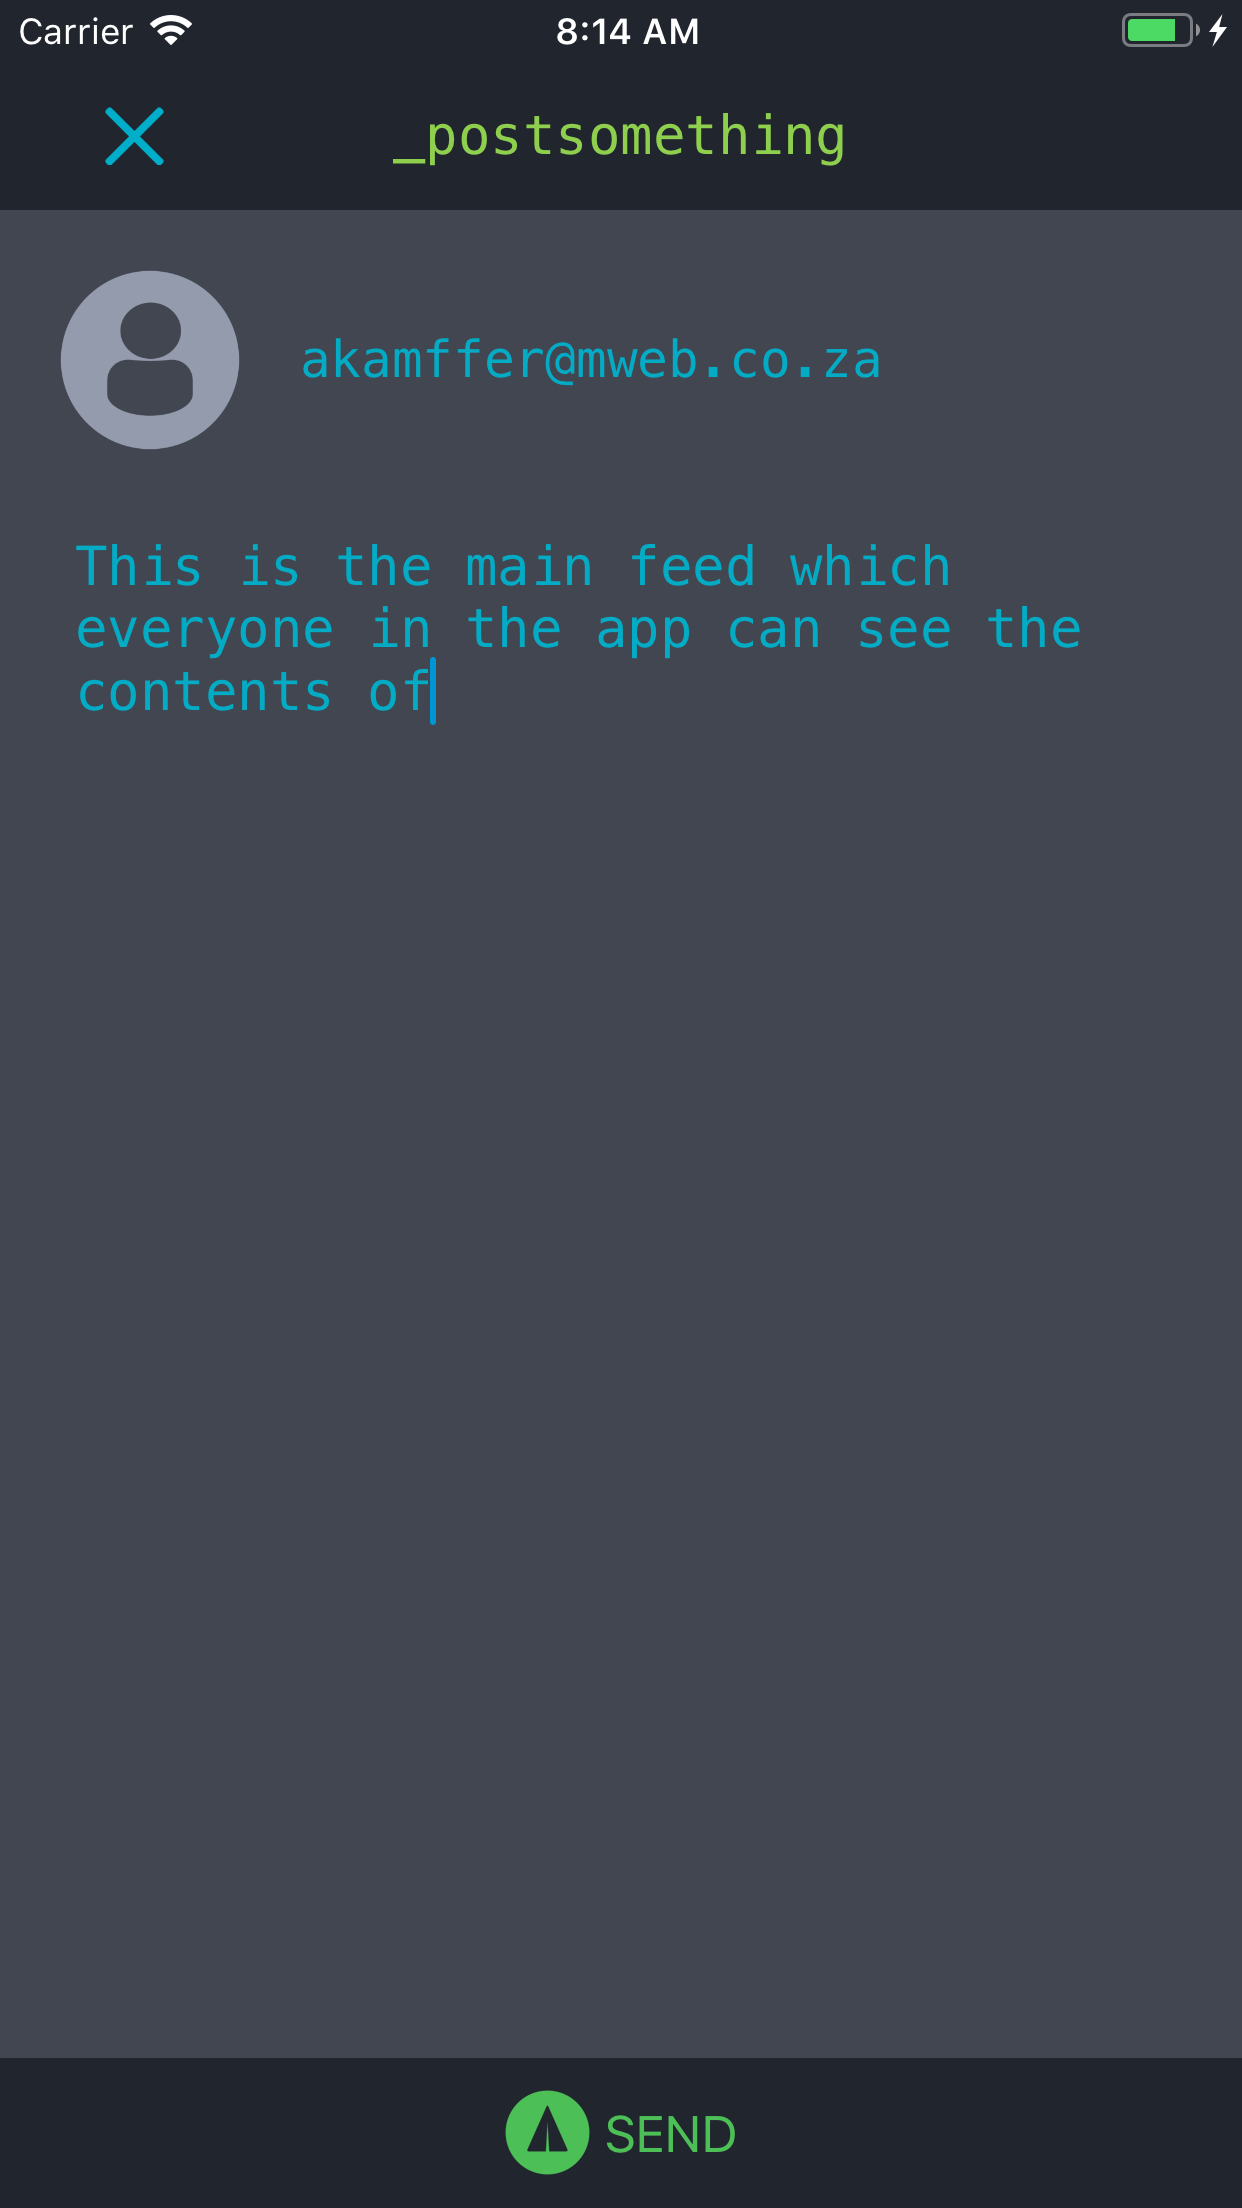 Carrier 8:14 AM
_postsomething
akamffer@mweb.co.za
This is the main feed which
everyone in the app can see the
contents of
SEND